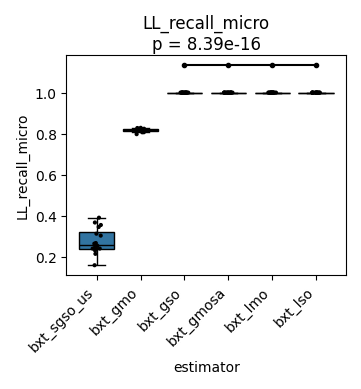 LL_recall_micro
p = 8.39e-16
LL_recall_micro
1.0
0.8
0.6
0.4
0.2
bxt_sgso_us
bxt_gmo
bxt_gso
bxt_gmosa
bxt_lmo
bxt_lso
estimator